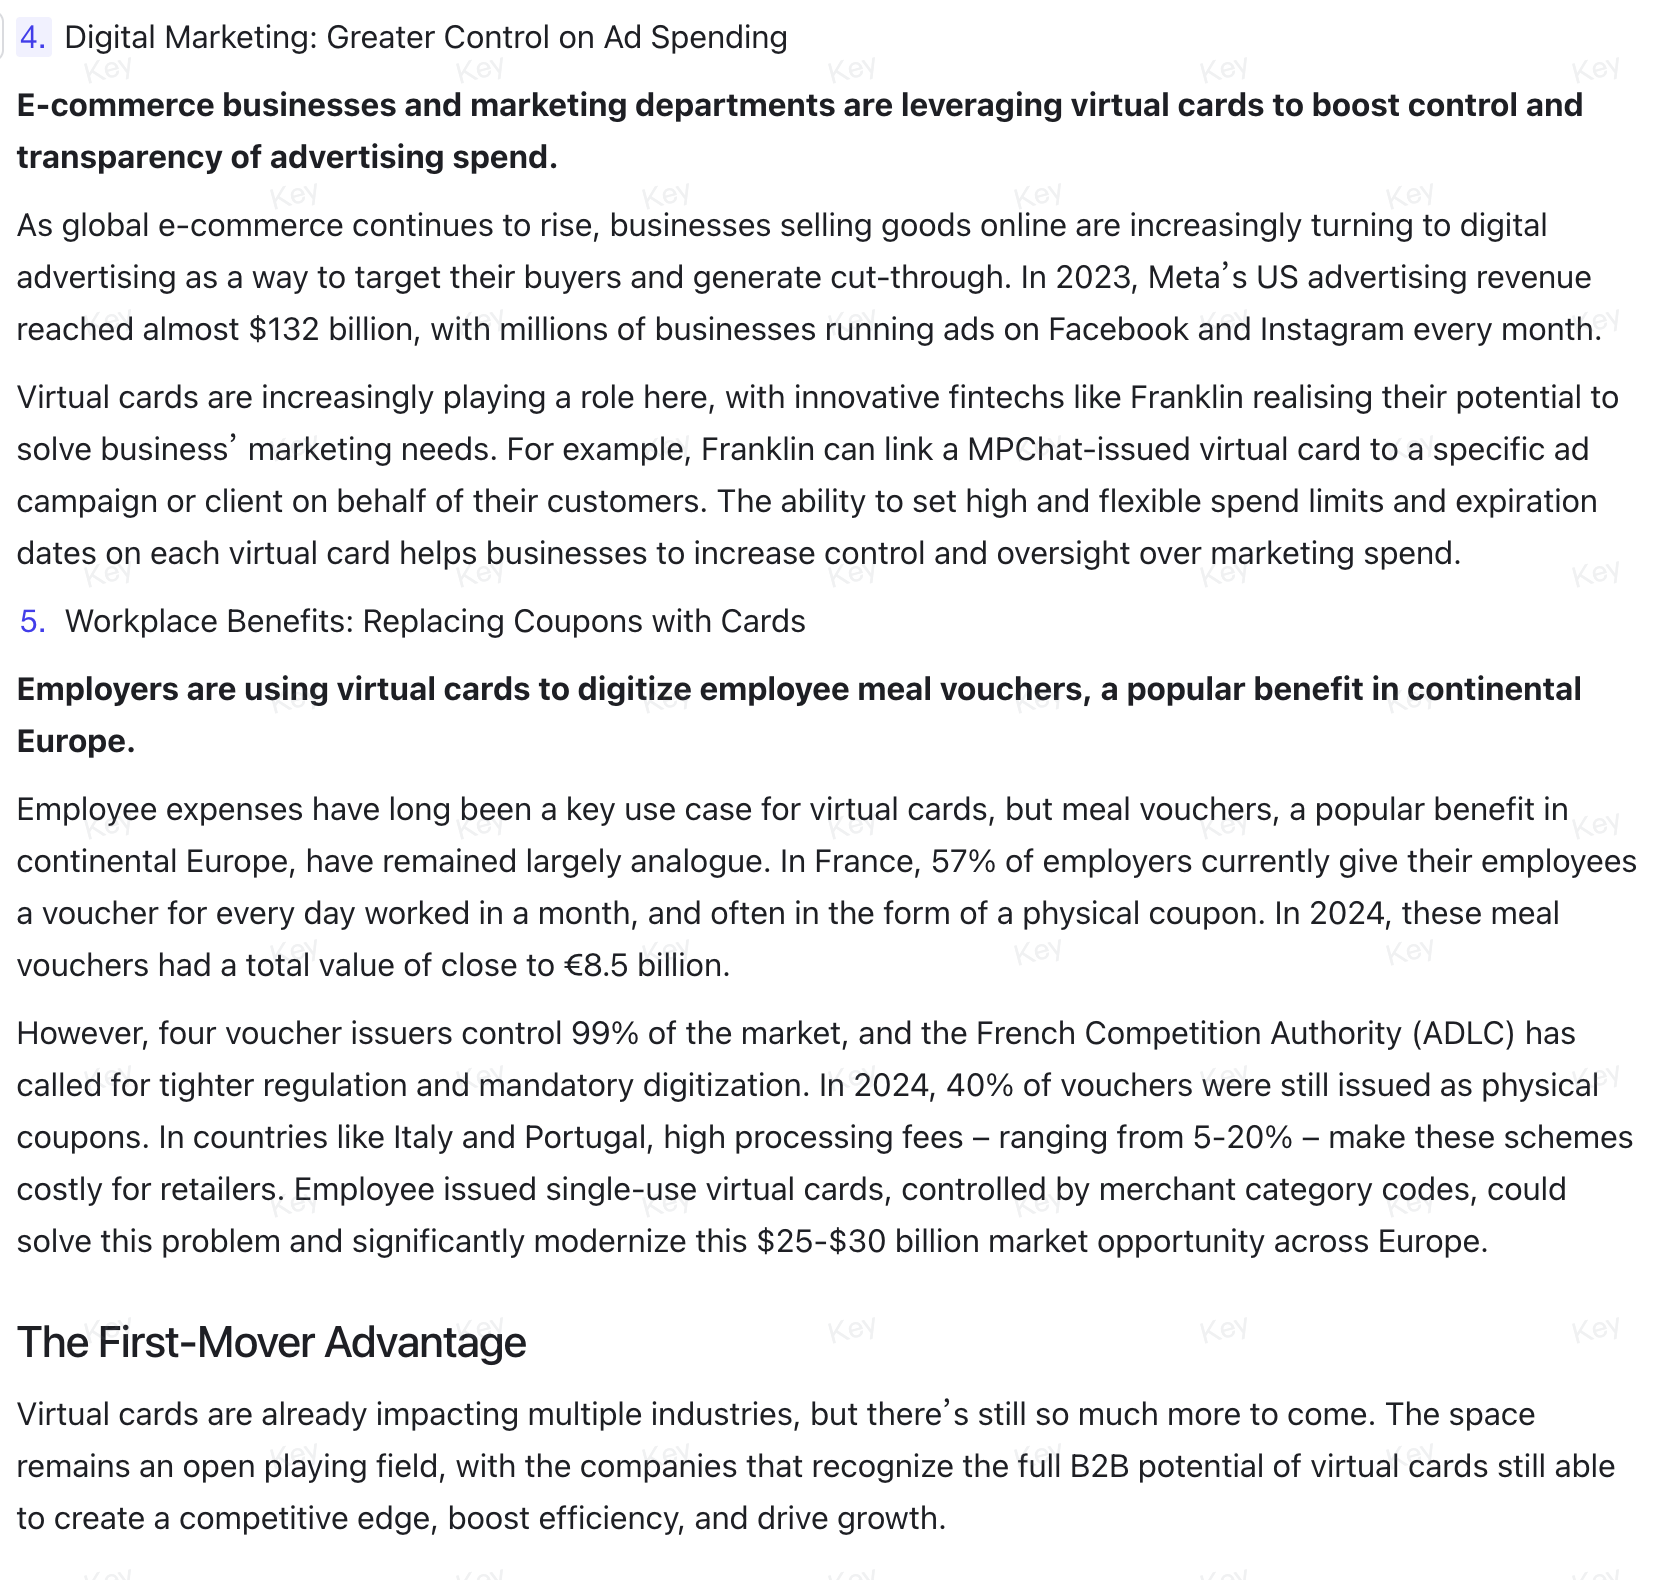 4. Digital Marketing: Greater Control on Ad Spending
E-commerce businesses and marketing departments are leveraging virtual cards to boost control and
transparency of advertising spend.
As global e-commerce continues to rise, businesses selling goods online are increasingly turning to digital
advertising as a way to target their buyers and generate cut-through. In 2023, Meta’s US advertising revenue
reached almost $132 billion, with millions of businesses running ads on Facebook and Instagram every month.
Virtual cards are increasingly playing a role here, with innovative fintechs like Franklin realising their potential to
solve business’ marketing needs. For example, Franklin can link a MPChat-issued virtual card to a specific ad
campaign or client on behalf of their customers. The ability to set high and flexible spend limits and expiration
dates on each virtual card helps businesses to increase control and oversight over marketing spend.
5. Workplace Benefits: Replacing Coupons with Cards
Employers are using virtual cards to digitize employee meal vouchers, a popular benefit in continental
Europe.
Employee expenses have long been a key use case for virtual cards, but meal vouchers, a popular benefit in
continental Europe, have remained largely analogue. In France, 57% of employers currently give their employees
a voucher for every day worked in a month, and often in the form of a physical coupon. In 2024, these meal
vouchers had a total value of close to €8.5 billion.
However, four voucher issuers control 99% of the market, and the French Competition Authority (ADLC) has
called for tighter regulation and mandatory digitization. In 2024, 40% of vouchers were still issued as physical
coupons. In countries like Italy and Portugal, high processing fees – ranging from 5-20% – make these schemes
costly for retailers. Employee issued single-use virtual cards, controlled by merchant category codes, could
solve this problem and significantly modernize this $25-$30 billion market opportunity across Europe.
The First-Mover Advantage
Virtual cards are already impacting multiple industries, but there’s still so much more to come. The space
remains an open playing field, with the companies that recognize the full B2B potential of virtual cards still able
to create a competitive edge, boost efficiency, and drive growth.
Key